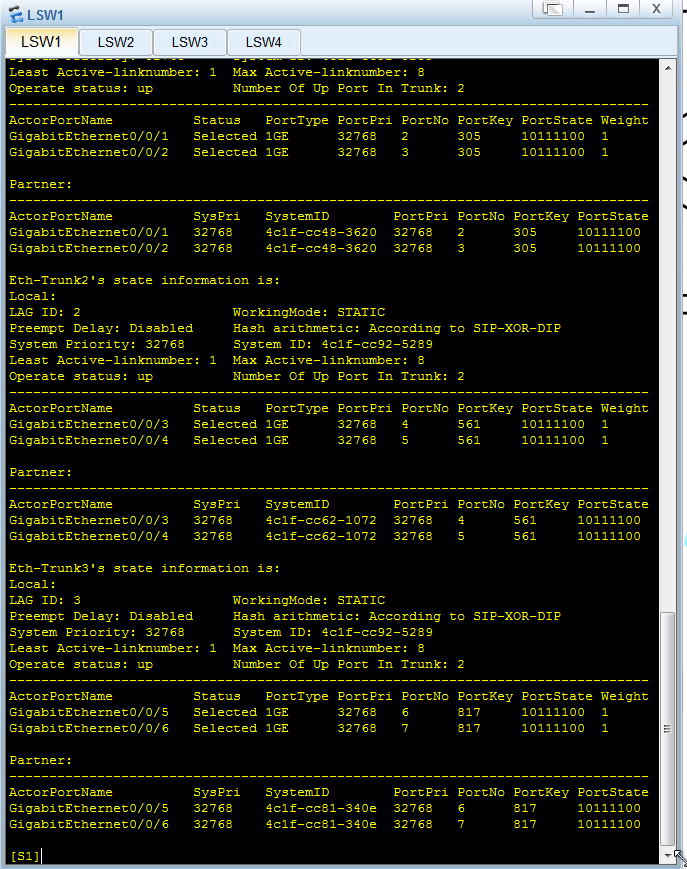 LSW1
LSW1 LSW2 LSW3 LSW4
Least Active-linknumber: 1  Max Active-linknumber: 8
Operate status: up          Number Of Up Port In Trunk: 2
--------------------------------------------------------------------------------
ActorPortName          Status   PortType PortPri PortNo PortKey PortState Weight
GigabitEthernet0/0/1   Selected 1GE      32768   2      305     10111100  1
GigabitEthernet0/0/2   Selected 1GE      32768   3      305     10111100  1
Partner:
--------------------------------------------------------------------------------
ActorPortName          SysPri   SystemID        PortPri PortNo PortKey PortState
GigabitEthernet0/0/1   32768    4c1f-cc48-3620  32768   2      305     10111100
GigabitEthernet0/0/2   32768    4c1f-cc48-3620  32768   3      305     10111100
Eth-Trunk2's state information is:
Local:
LAG ID: 2                   WorkingMode: STATIC
Preempt Delay: Disabled     Hash arithmetic: According to SIP-XOR-DIP
System Priority: 32768      System ID: 4c1f-cc92-5289
Least Active-linknumber: 1  Max Active-linknumber: 8
Operate status: up          Number Of Up Port In Trunk: 2
--------------------------------------------------------------------------------
ActorPortName          Status   PortType PortPri PortNo PortKey PortState Weight
GigabitEthernet0/0/3   Selected 1GE      32768   4      561     10111100  1
GigabitEthernet0/0/4   Selected 1GE      32768   5      561     10111100  1
Partner:
--------------------------------------------------------------------------------
ActorPortName          SysPri   SystemID        PortPri PortNo PortKey PortState
GigabitEthernet0/0/3   32768    4c1f-cc62-1072  32768   4      561     10111100
GigabitEthernet0/0/4   32768    4c1f-cc62-1072  32768   5      561     10111100
Eth-Trunk3's state information is:
Local:
LAG ID: 3                   WorkingMode: STATIC
Preempt Delay: Disabled     Hash arithmetic: According to SIP-XOR-DIP
System Priority: 32768      System ID: 4c1f-cc92-5289
Least Active-linknumber: 1  Max Active-linknumber: 8
Operate status: up          Number Of Up Port In Trunk: 2
--------------------------------------------------------------------------------
ActorPortName          Status   PortType PortPri PortNo PortKey PortState Weight
GigabitEthernet0/0/5   Selected 1GE      32768   6      817     10111100  1
GigabitEthernet0/0/6   Selected 1GE      32768   7      817     10111100  1
Partner:
--------------------------------------------------------------------------------
ActorPortName          SysPri   SystemID        PortPri PortNo PortKey PortState
GigabitEthernet0/0/5   32768    4c1f-cc81-340e  32768   6      817     10111100
GigabitEthernet0/0/6   32768    4c1f-cc81-340e  32768   7      817     10111100
[S1]